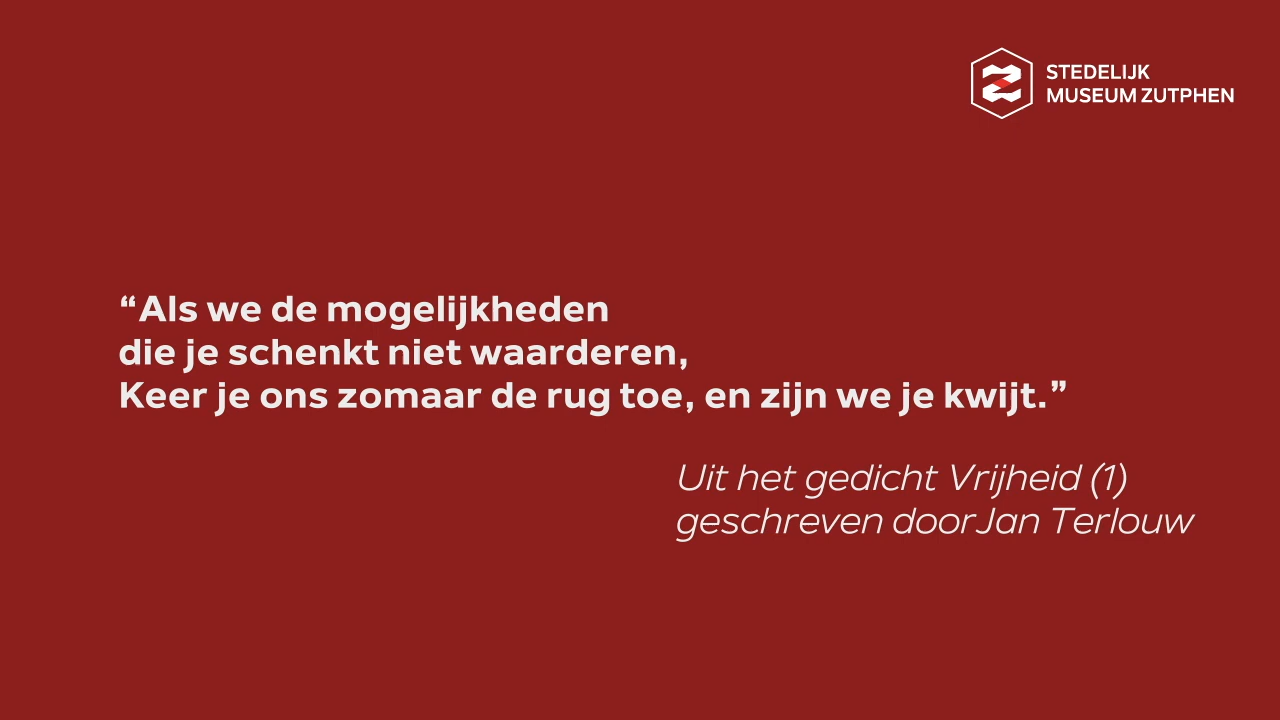 STEDELIJK
MUSEUM ZUTPHEN
“Als we de mogelijkheden
die je schenkt niet waarderen,
Keer je ons zomaar de rug toe, en zijn we je kwijt.”
Uit het gedicht Vrijheid (1)
geschreven doorJan Terlouw